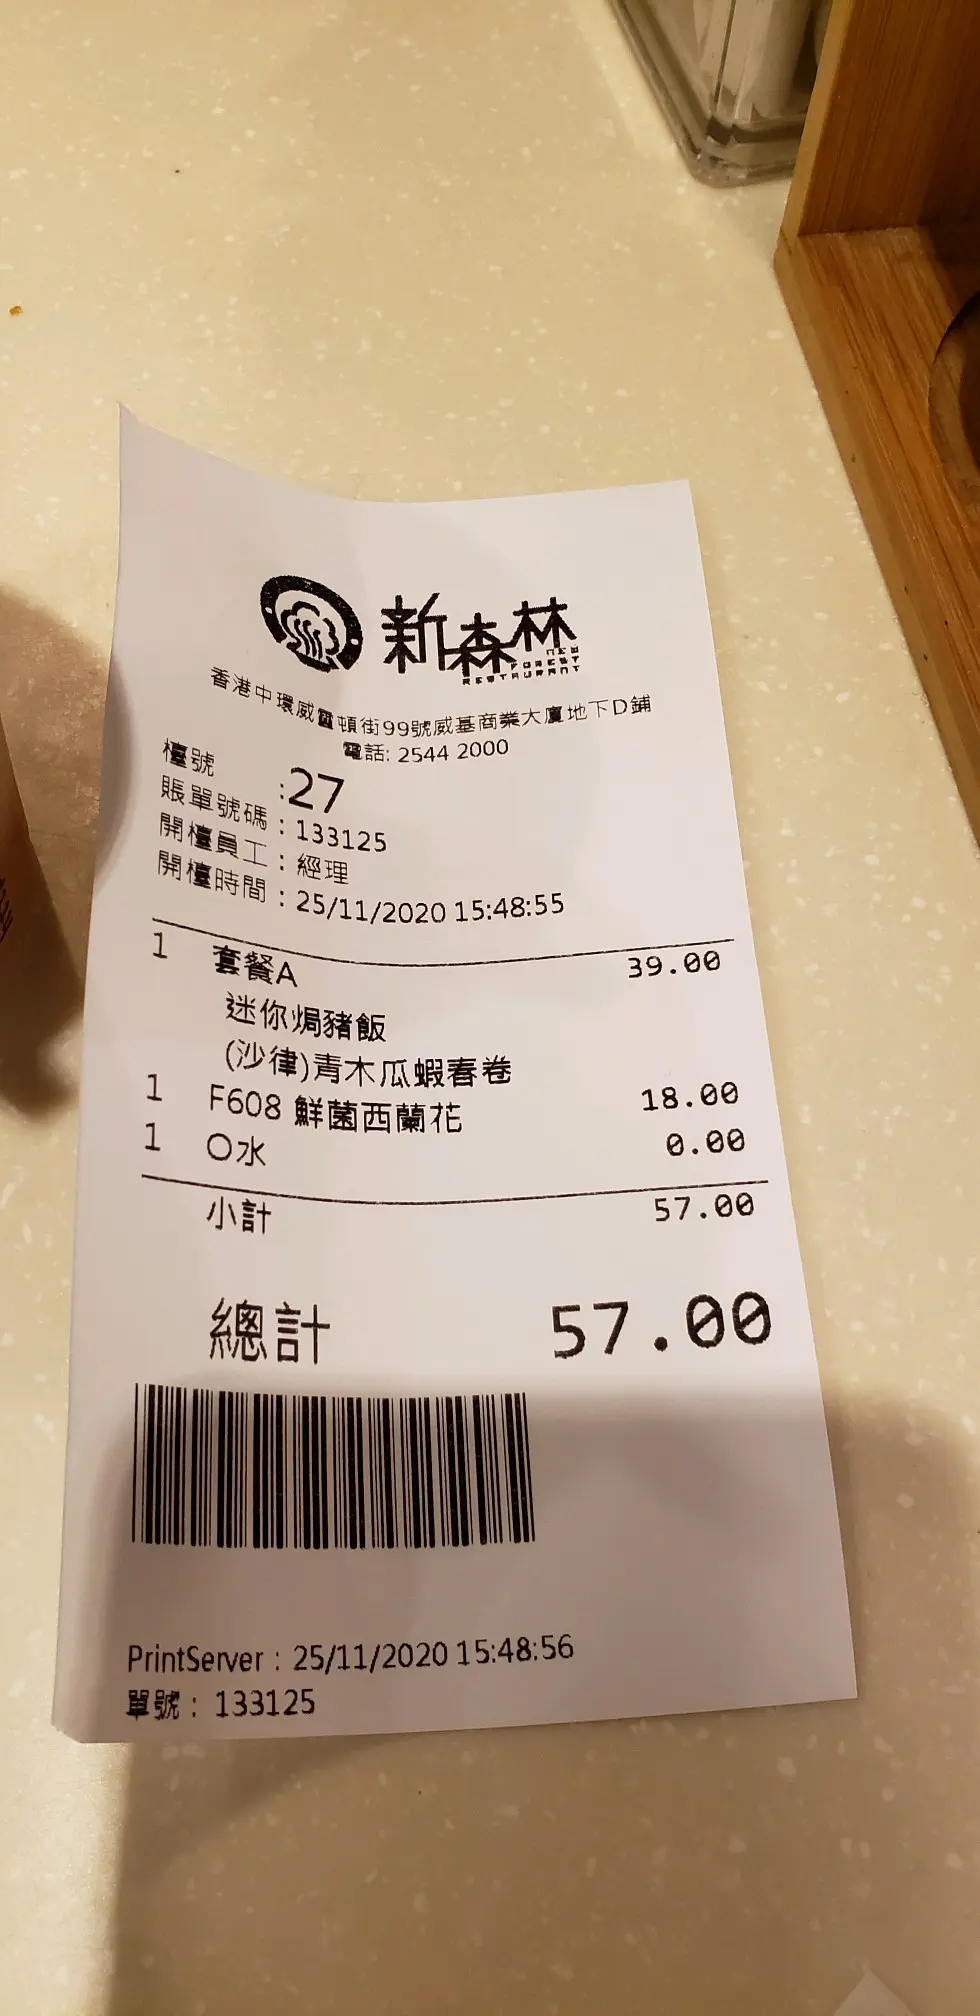 新森林
NEW
FOREST
RESTAURANT
香港中環威靈頓街99號威基商業大廈地下D鋪
電話: 2544 2000
檯號 :27
賬單號碼 : 133125
開檯員工 : 經理
開檯時間 : 25/11/2020 15:48:55
1 套餐A 39.00
迷你焗豬飯
(沙律)青木瓜蝦春卷
1 F608 鮮菌西蘭花 18.00
1 〇水 0.00
小計 57.00
總計 57.00
PrintServer : 25/11/2020 15:48:56
單號 : 133125